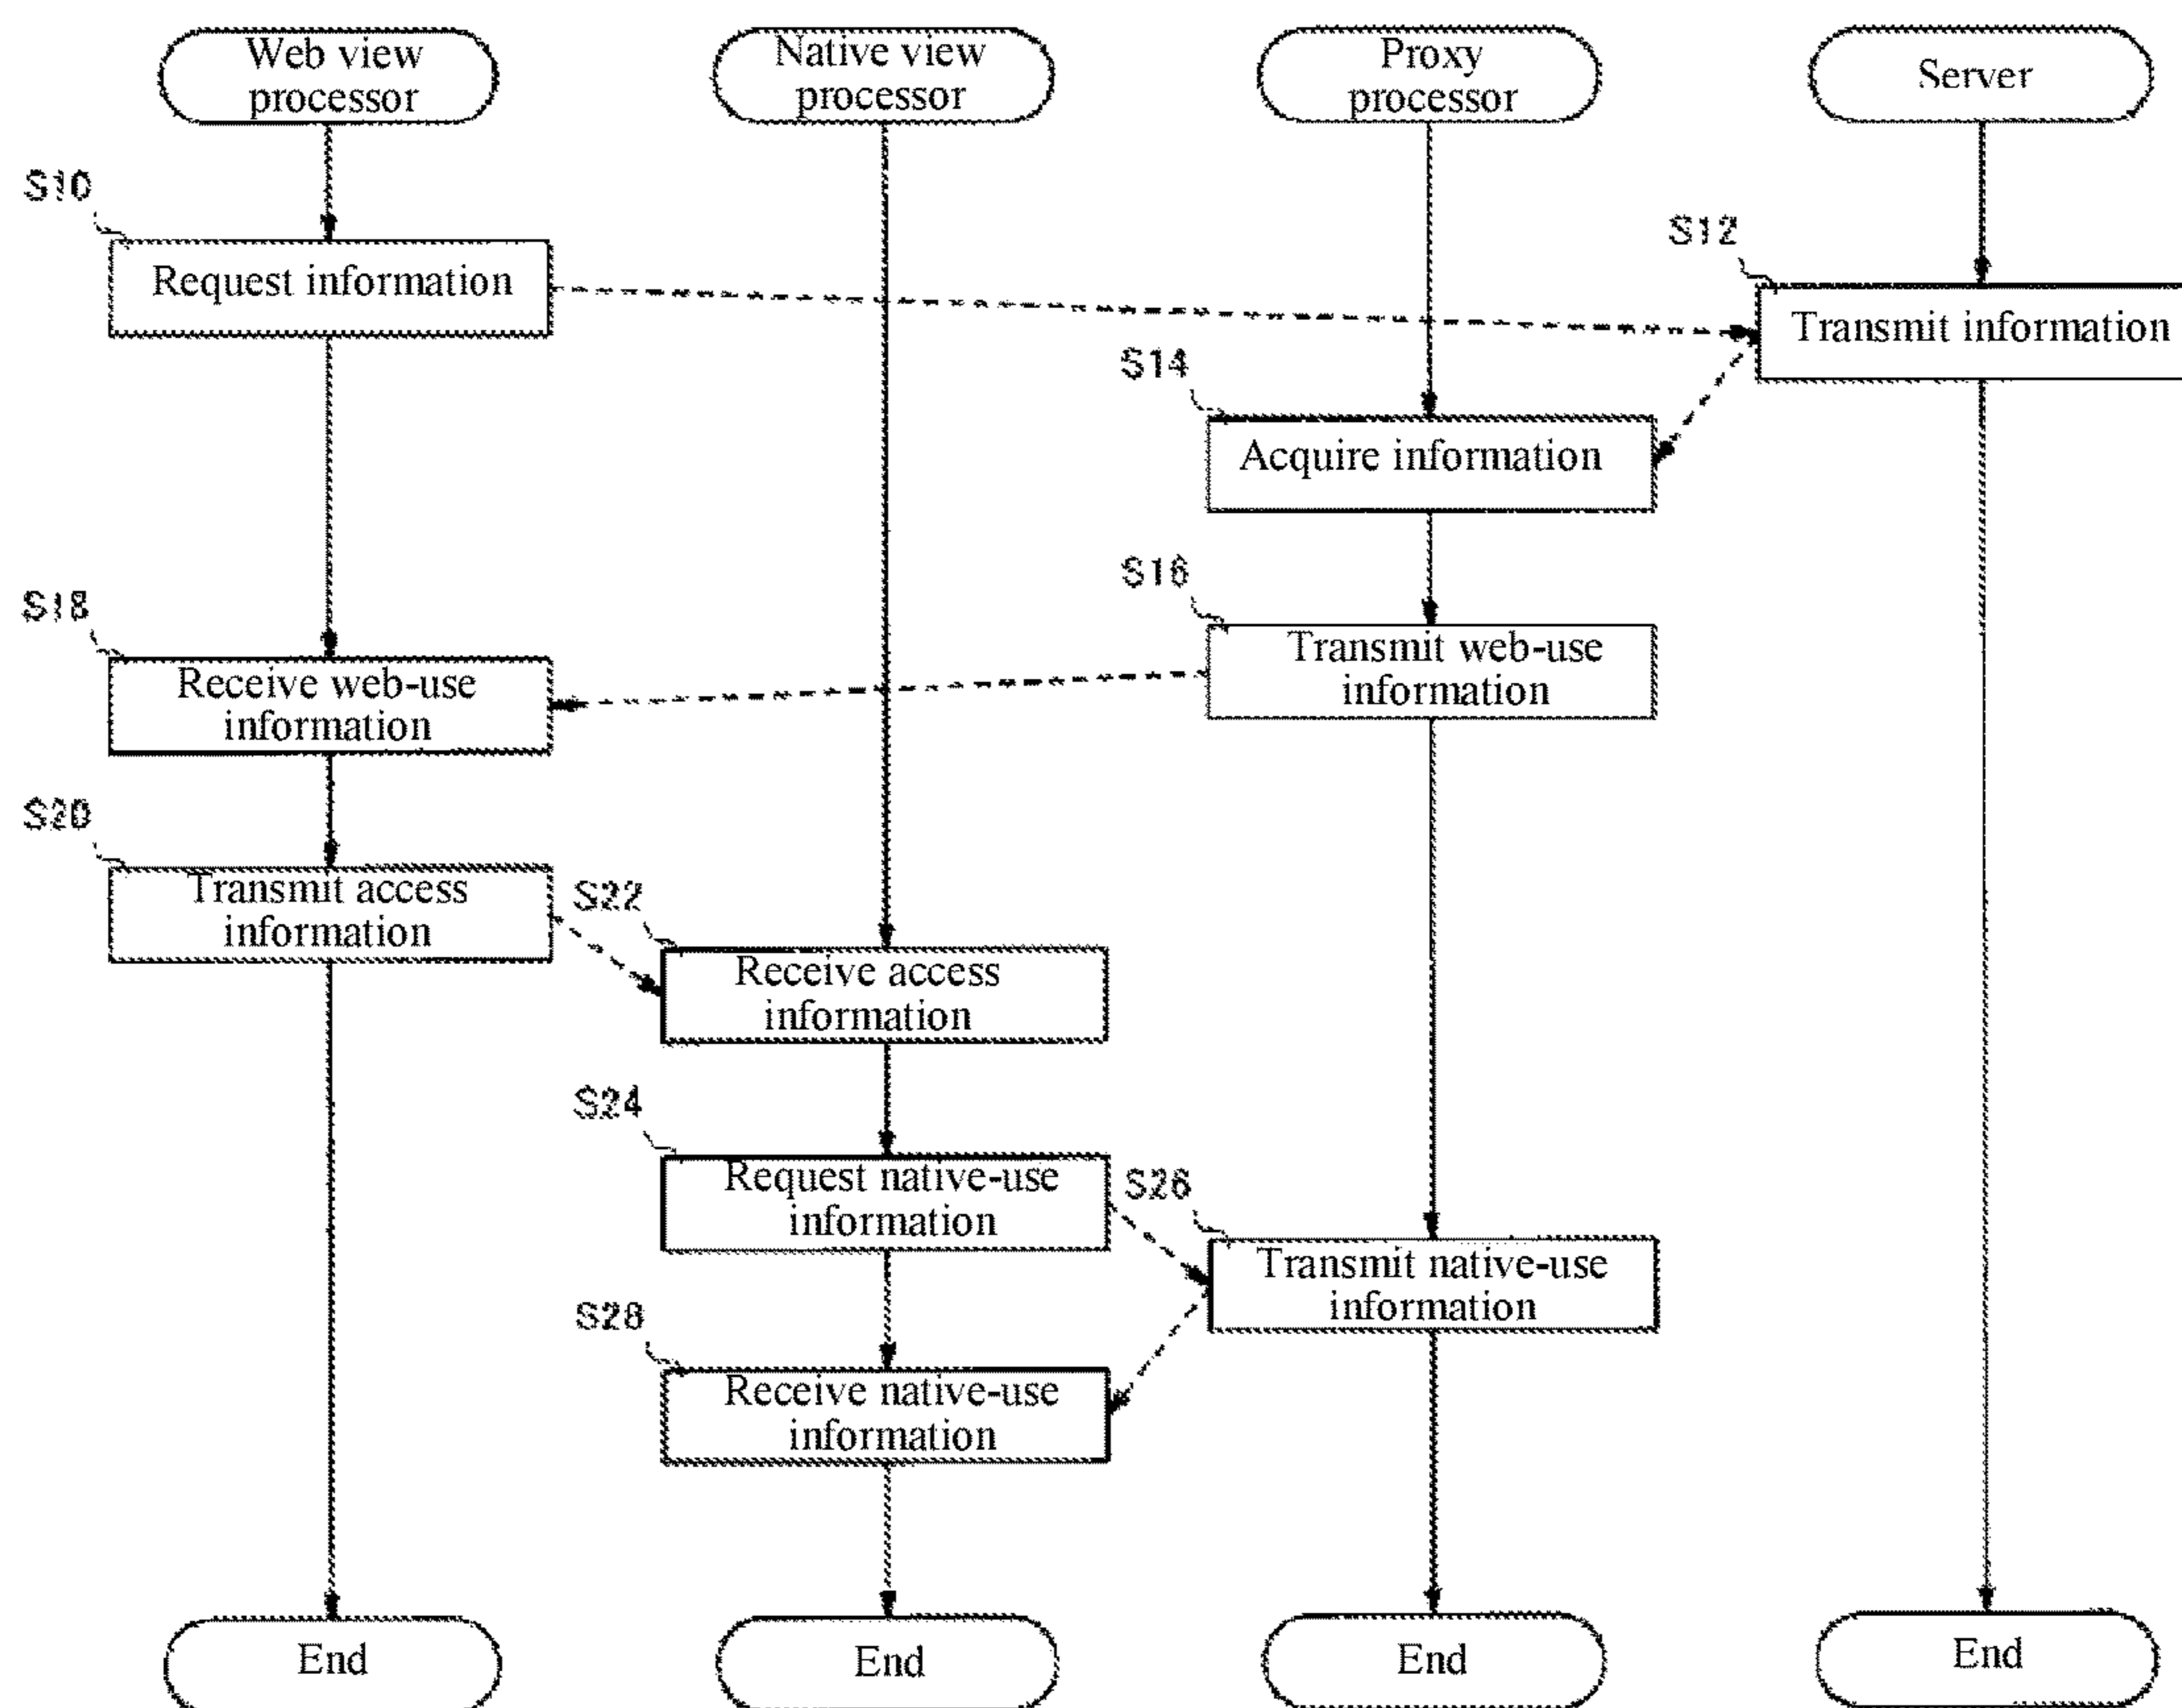 Web view
processor
Native view
processor
Proxy
processor
Server
S10
Request information
S12
Transmit information
S14
Acquire information
S16
Transmit web-use
information
S18
Receive web-use
information
S20
Transmit access
information
S22
Receive access
information
S24
Request native-use
information
S26
Transmit native-use
information
S28
Receive native-use
information
End
End
End
End